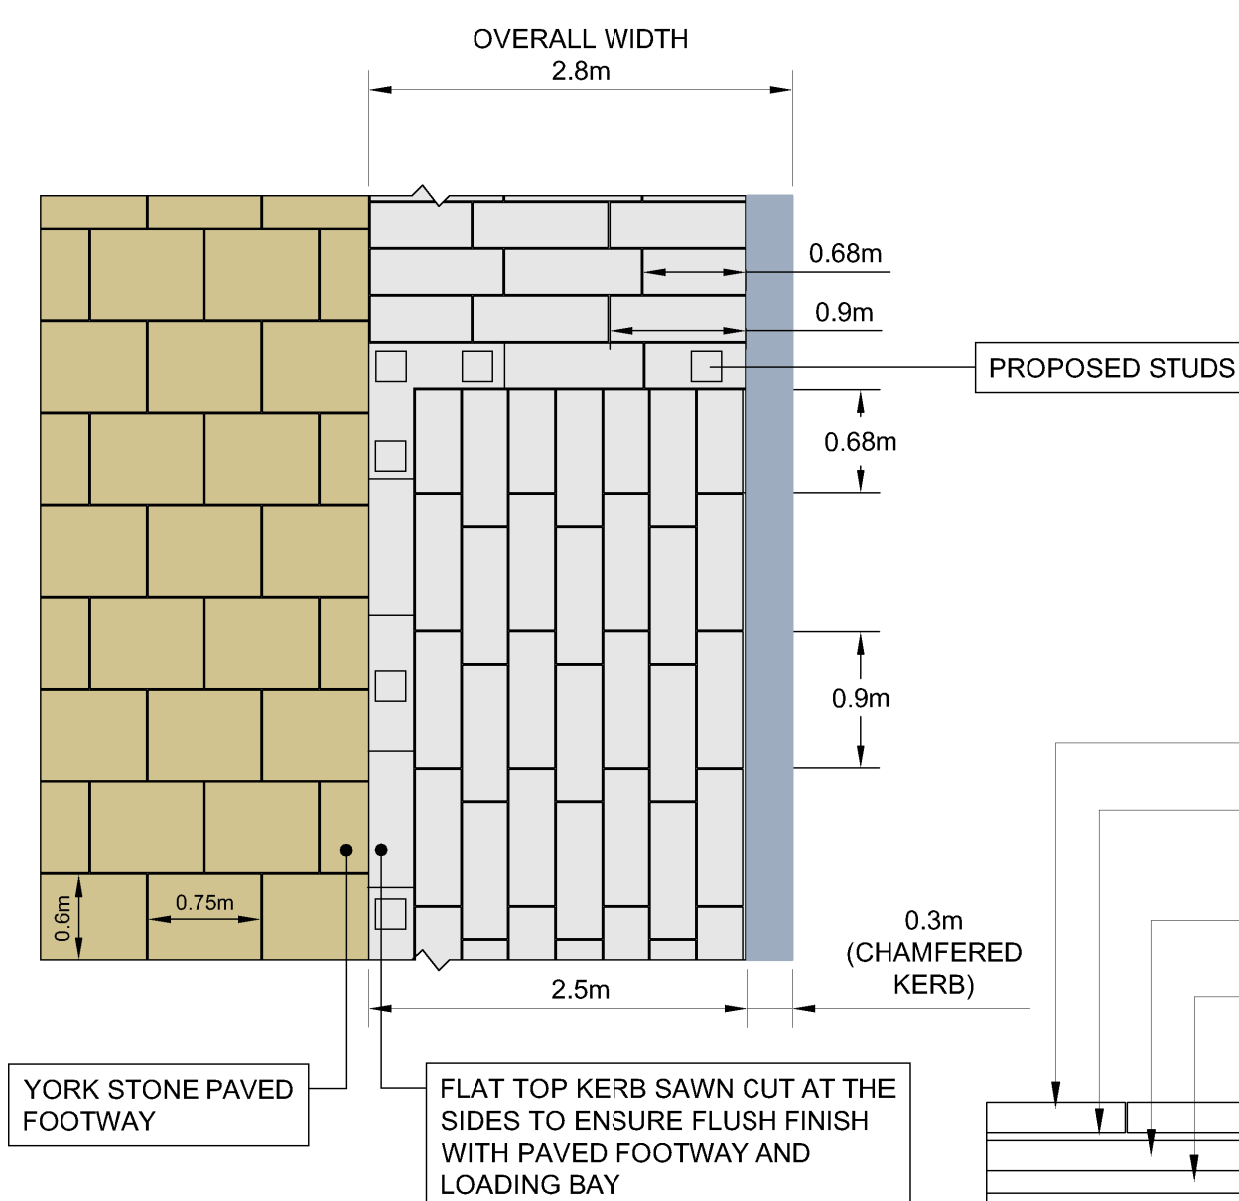 OVERALL WIDTH
2.8m
0.68m
0.9m
PROPOSED STUDS
0.68m
0.9m
0.6m
0.75m
0.3m
(CHAMFERED
KERB)
2.5m
YORK STONE PAVED
FOOTWAY
FLAT TOP KERB SAWN CUT AT THE
SIDES TO ENSURE FLUSH FINISH
WITH PAVED FOOTWAY AND
LOADING BAY